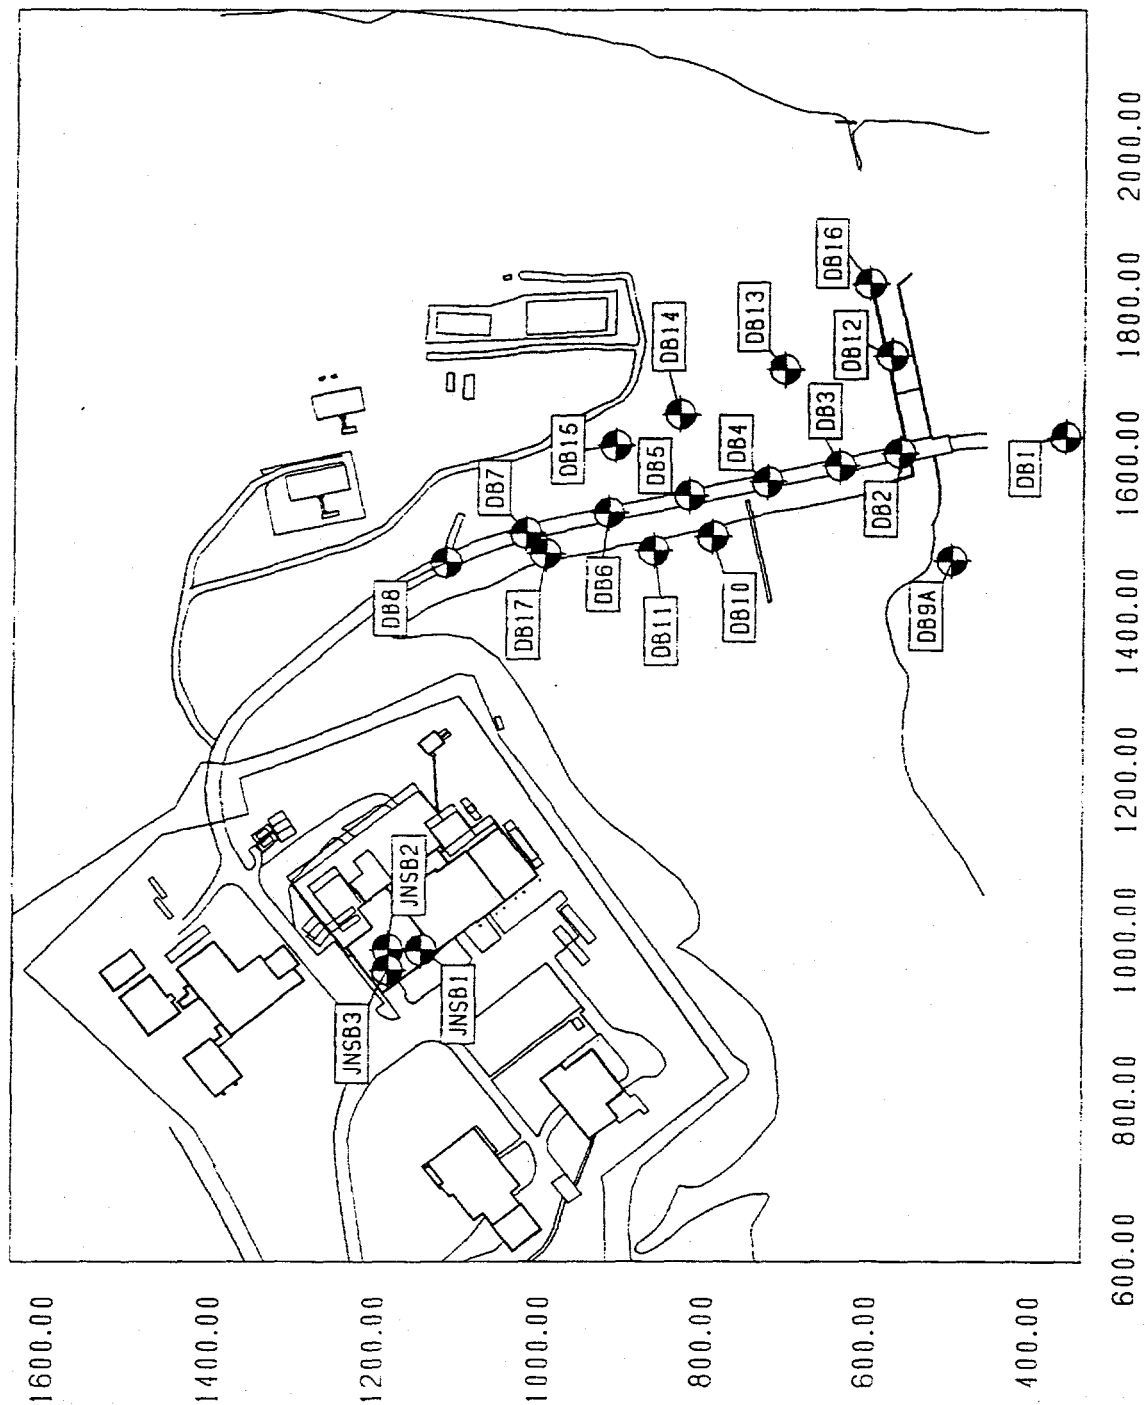 2000.00
1800.00
1600.00
1400.00
1200.00
1000.00
800.00
600.00
DB16
DB14
DB13
DB12
DB3
DB15
DB4
DB5
DB7
DB1
DB2
DB8
DB6
DB17
DB11
DB10
DB9A
JNSB2
JNSB1
JNSB3
1600.00
1400.00
1200.00
1000.00
800.00
600.00
400.00